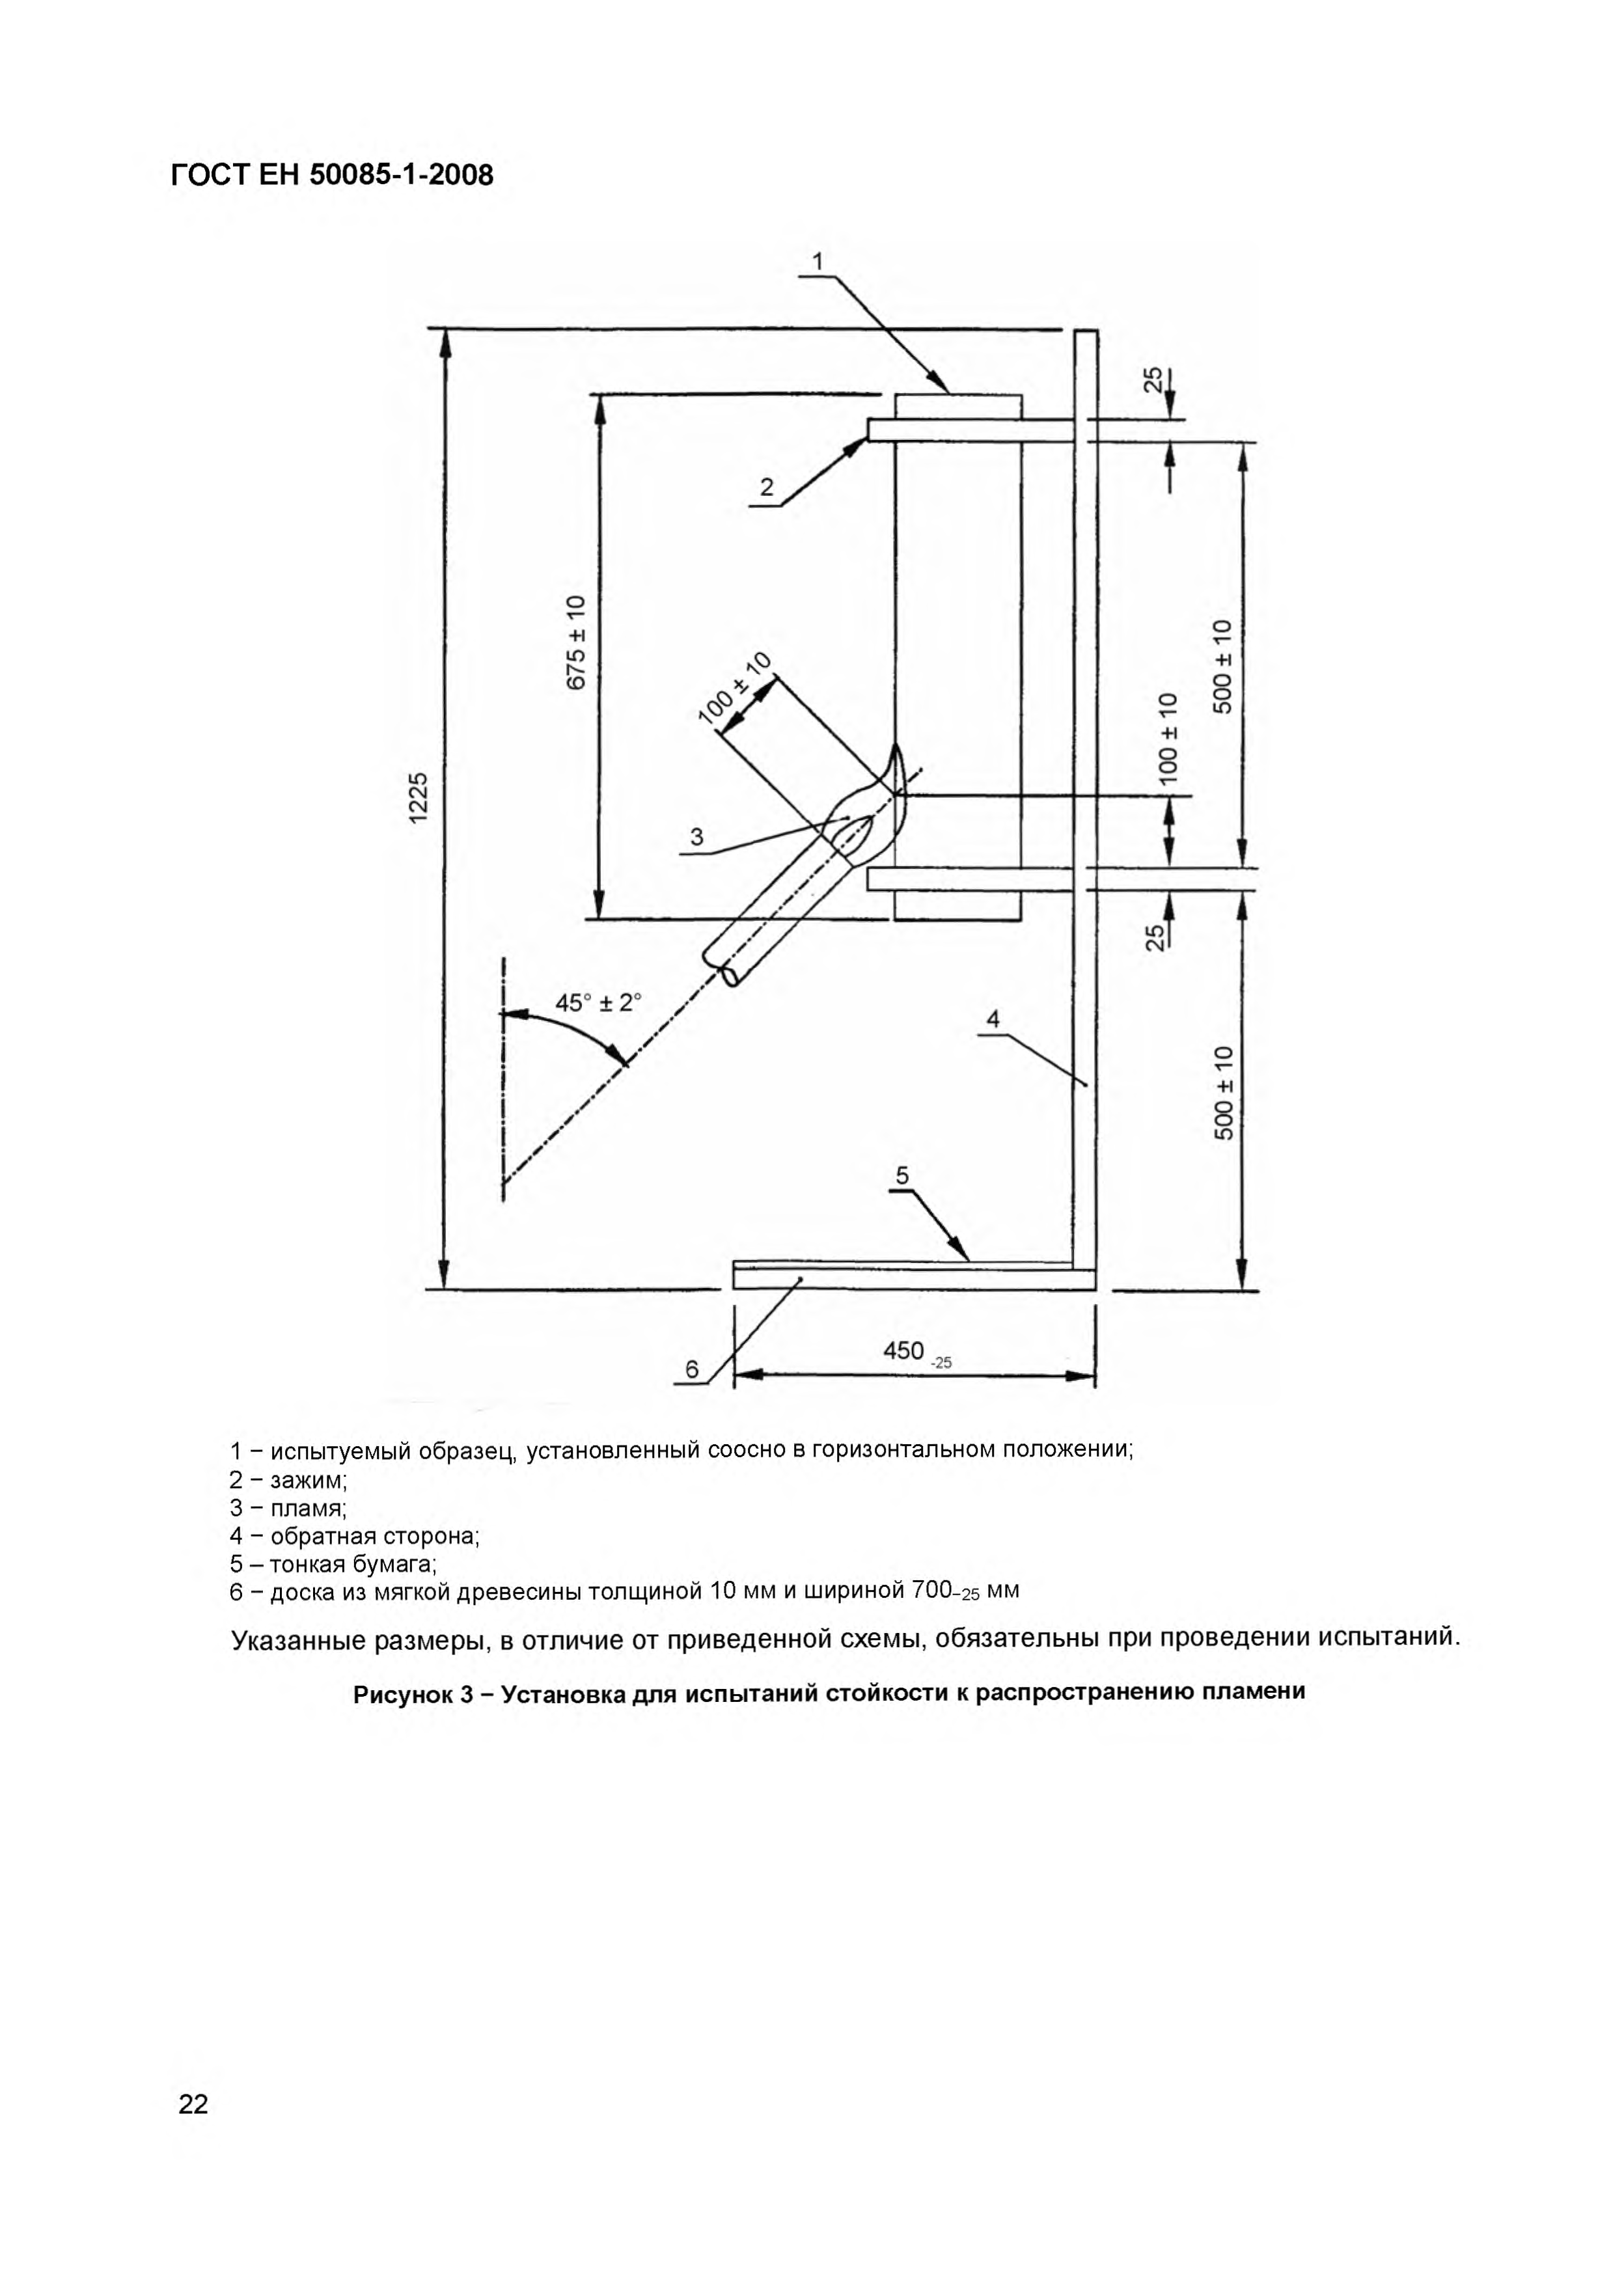 ГОСТ ЕН 50085-1-2008
1
25
2
675 ± 10
500 ± 10
100 ± 10
100 ± 10
1225
3
25
45° ± 2°
4
500 ± 10
5
450 -25
6
1 − испытуемый образец, установленный соосно в горизонтальном положении;
2 − зажим;
3 − пламя;
4 − обратная сторона;
5 – тонкая бумага;
6 − доска из мягкой древесины толщиной 10 мм и шириной 700–25 мм
Указанные размеры, в отличие от приведенной схемы, обязательны при проведении испытаний.
Рисунок 3 − Установка для испытаний стойкости к распространению пламени
22